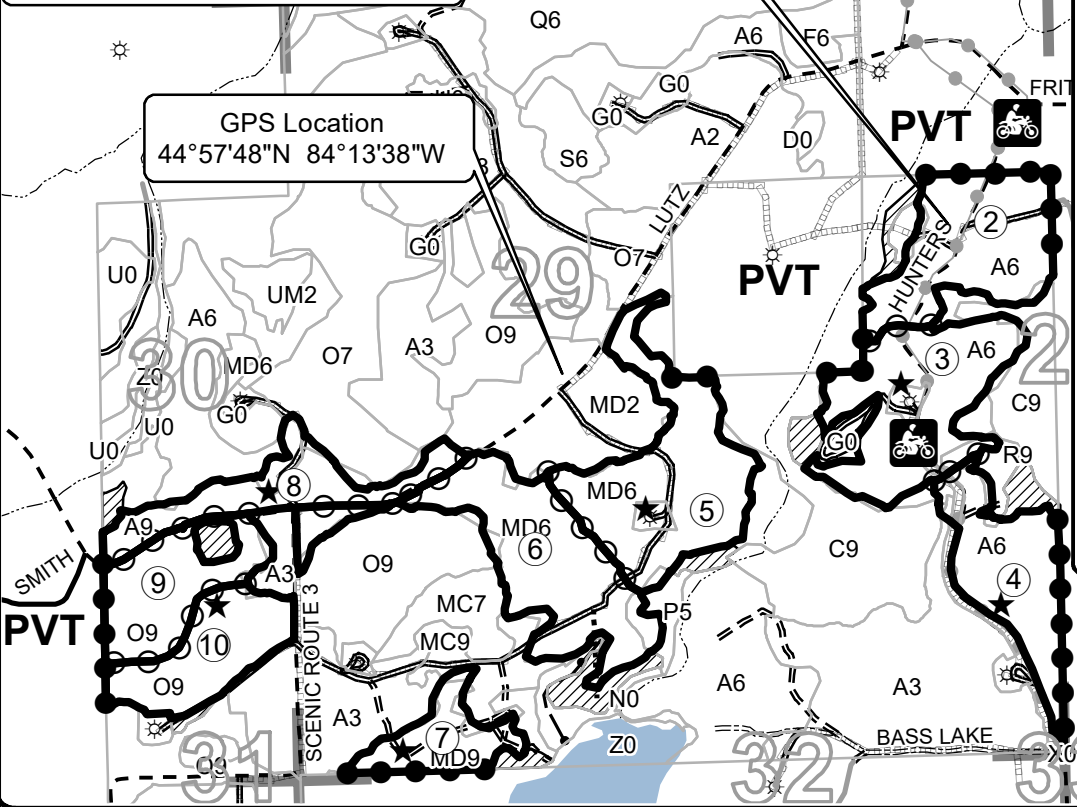 Q6
A6
F6
FRIT
GPS Location
44°57'48"N 84°13'38"W
G0
G0
A2
D0
PVT
S6
LUTZ
2
HUNTERS
A6
G0
O7
PVT
29
U0
UM2
A6
O9
A3
O7
30
Z0
MD6
G0
3
A6
2
C9
MD2
U0
U0
G0
R9
8
MD6
5
MD6
6
A9
C9
A6
SMITH
9
A3
O9
4
MC7
P5
PVT
O9
10
MC9
SCENIC ROUTE 3
O9
A3
N0
A6
A3
7
MD9
Z0
BASS LAKE
31
32
3